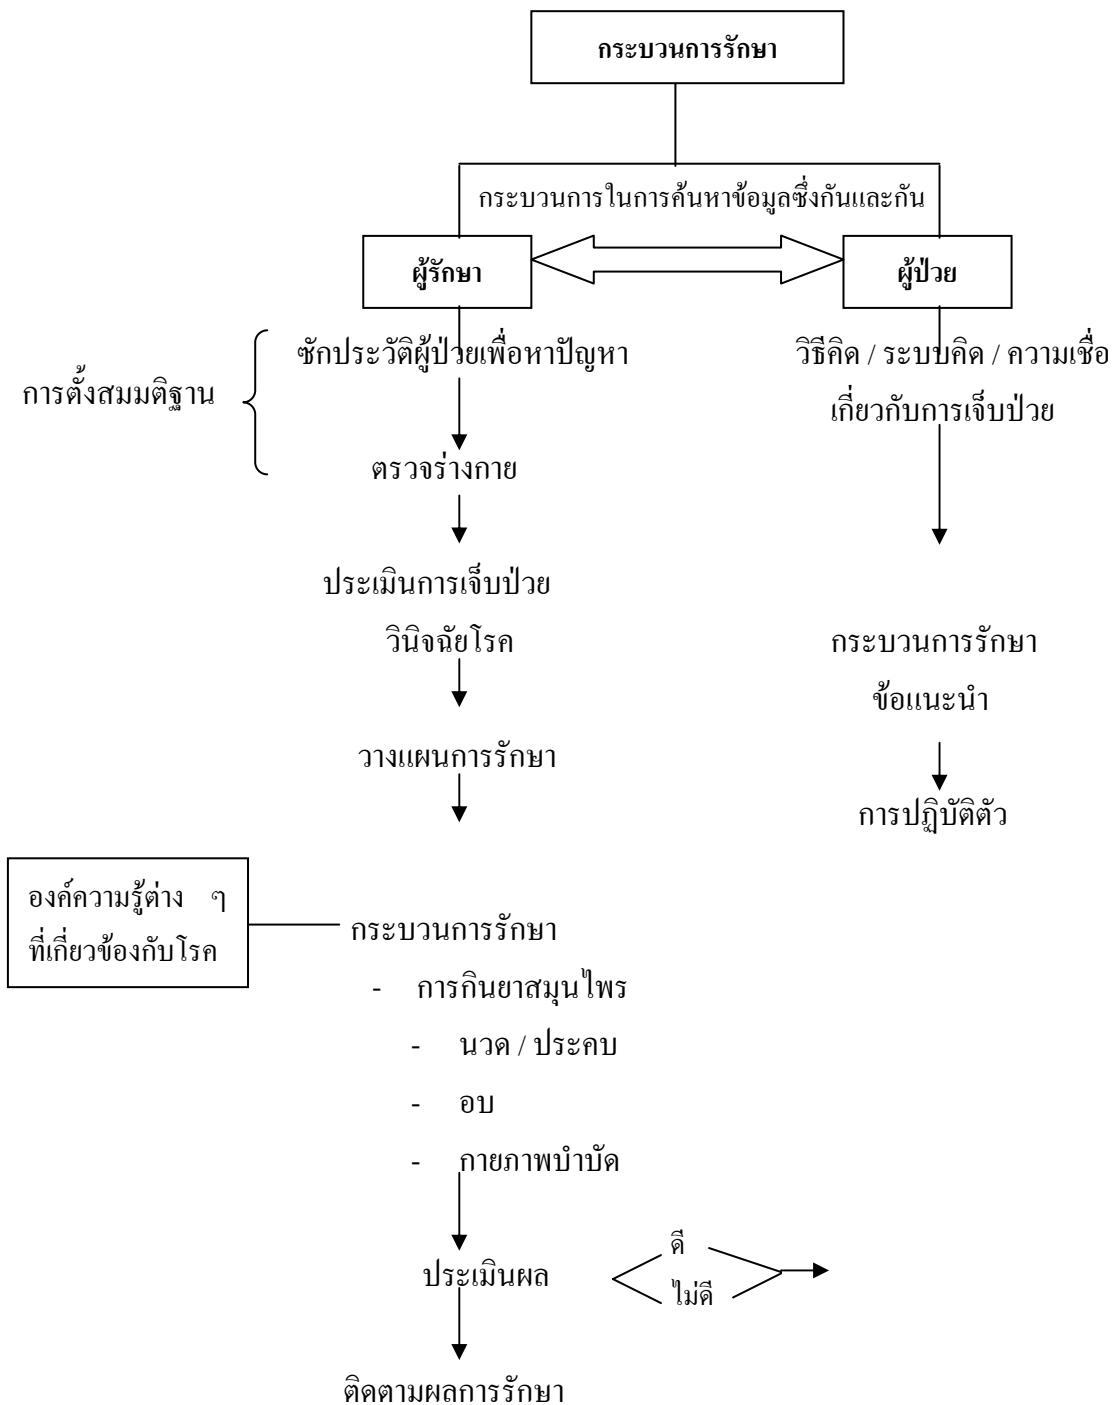 กระบวนการรักษา
กระบวนการในการค้นหาข้อมูลซึ่งกันและกัน
ผู้รักษา
ผู้ป่วย
ซักประวัติผู้ป่วยเพื่อหาปัญหา
วิธีคิด / ระบบคิด / ความเชื่อ
เกี่ยวกับการเจ็บป่วย
การตั้งสมมติฐาน
ตรวจร่างกาย
ประเมินการเจ็บป่วย
วินิจฉัยโรค
กระบวนการรักษา
ข้อแนะนำ
วางแผนการรักษา
การปฏิบัติตัว
องค์ความรู้ต่าง ๆ
ที่เกี่ยวข้องกับโรค
กระบวนการรักษา
- การกินยาสมุนไพร
- นวด / ประคบ
- อบ
- กายภาพบำบัด
ประเมินผล
ดี
ไม่ดี
ติดตามผลการรักษา